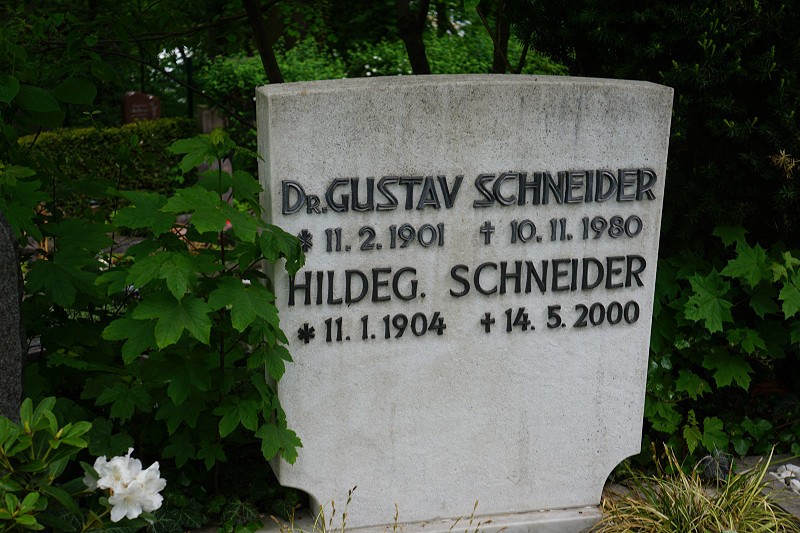 Dr. GUSTAV SCHNEIDER
* 11. 2. 1901 ✝ 10. 11. 1980
HILDEG. SCHNEIDER
* 11. 1. 1904 ✝ 14. 5. 2000